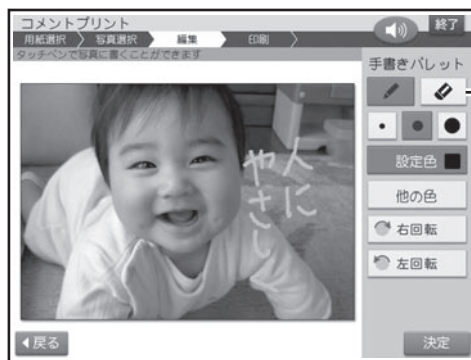 コメントプリント
終了
用紙選択 写真選択 編集 印刷
タッチペンで写真に書くことができます
手書きパレット
人に
やさし
設定色
他の色
右回転
左回転
戻る
決定